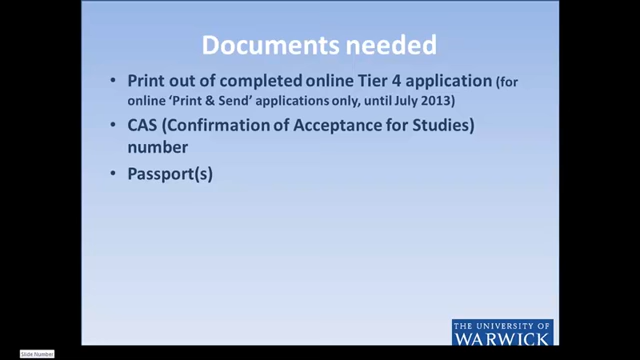 Documents needed
• Print out of completed online Tier 4 application (for
online ‘Print & Send’ applications only, until July 2013)
• CAS (Confirmation of Acceptance for Studies)
number
• Passport(s)
THE UNIVERSITY OF
WARWICK
Slide Number